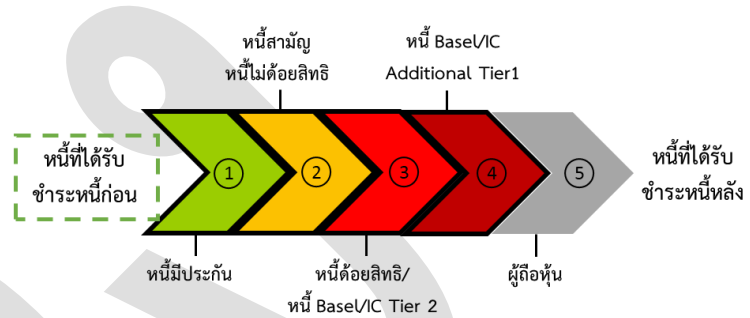 หนี้สามัญ
หนี้ไม่ด้อยสิทธิ
หนี้ Basel/IC
Additional Tier1
หนี้ที่ได้รับ
ชำระหนี้ก่อน
1
2
3
4
5
หนี้ที่ได้รับ
ชำระหนี้หลัง
หนี้มีประกัน
หนี้ด้อยสิทธิ/
หนี้ Basel/IC Tier 2
ผู้ถือหุ้น